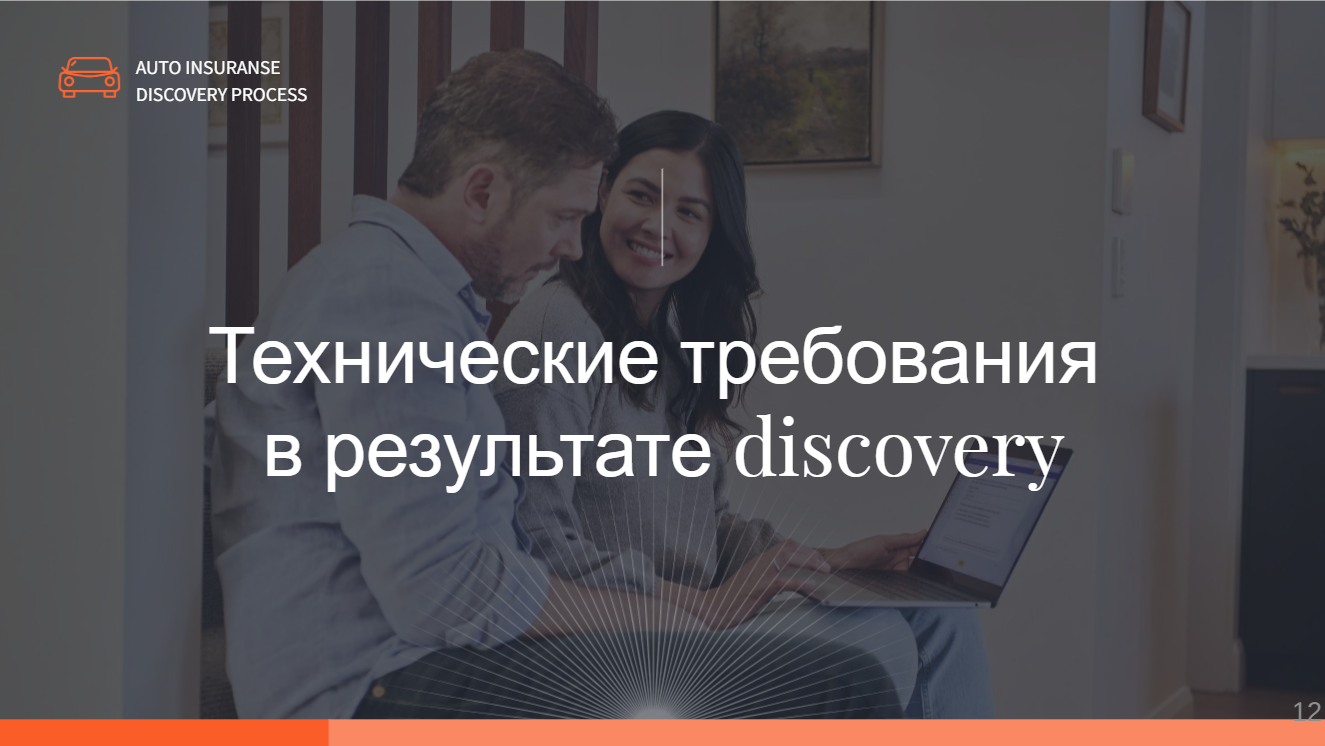 AUTO INSURANSE
DISCOVERY PROCESS
Технические требования
в результате discovery
12